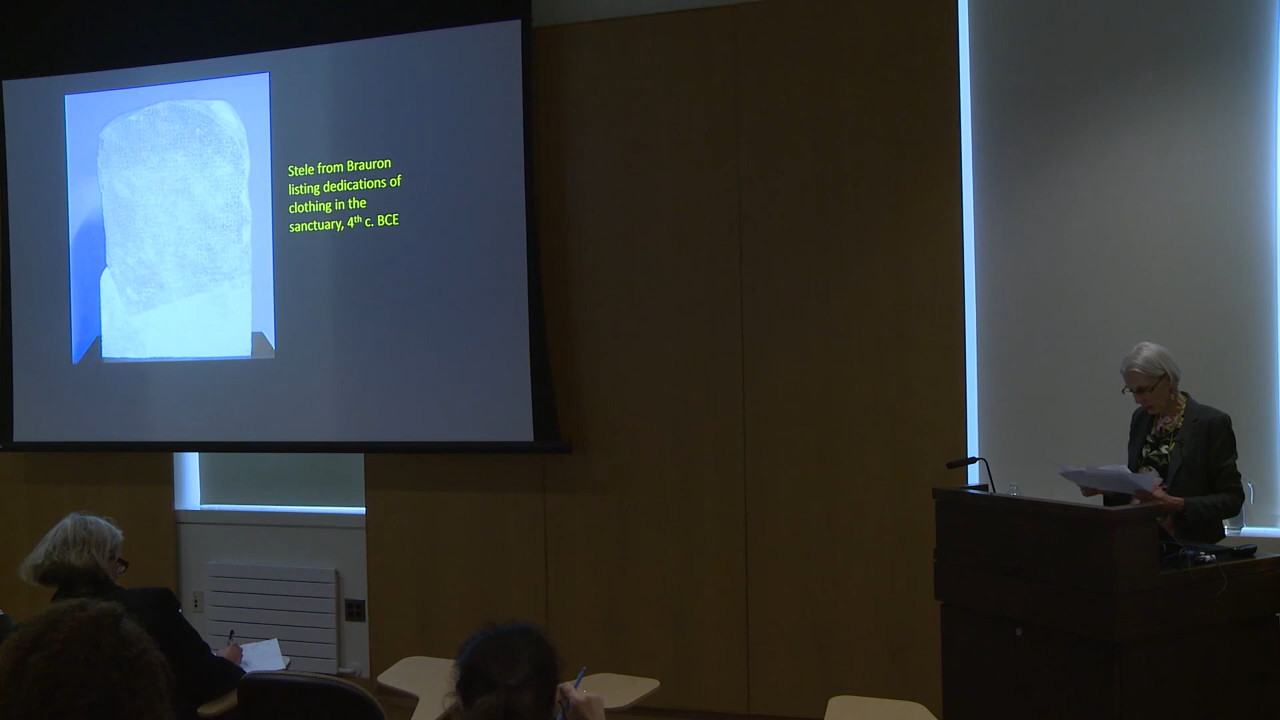 Stele from Brauron
listing dedications of
clothing in the
sanctuary, 4th c. BCE